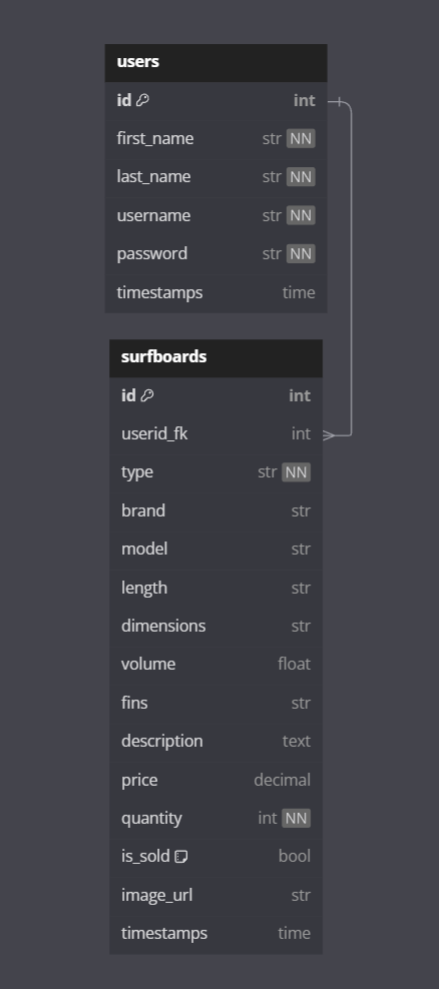 users
id int
first_name str NN
last_name str NN
username str NN
password str NN
timestamps time
surfboards
id int
userid_fk int
type str NN
brand str
model str
length str
dimensions str
volume float
fins str
description text
price decimal
quantity int NN
is_sold bool
image_url str
timestamps time